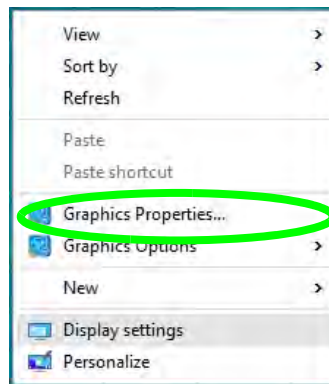 View
Sort by
Refresh
Paste
Paste shortcut
Graphics Properties...
Graphics Options
New
Display settings
Personalize